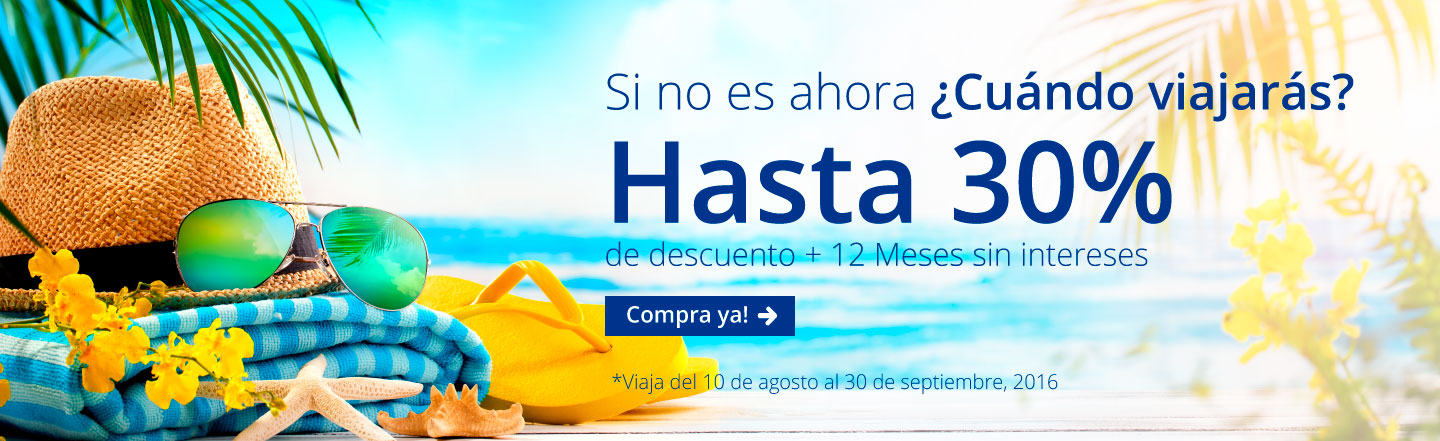 Si no es ahora ¿Cuándo viajarás?
Hasta 30%
de descuento + 12 Meses sin intereses
Compra ya!
*Viaja del 10 de agosto al 30 de septiembre, 2016